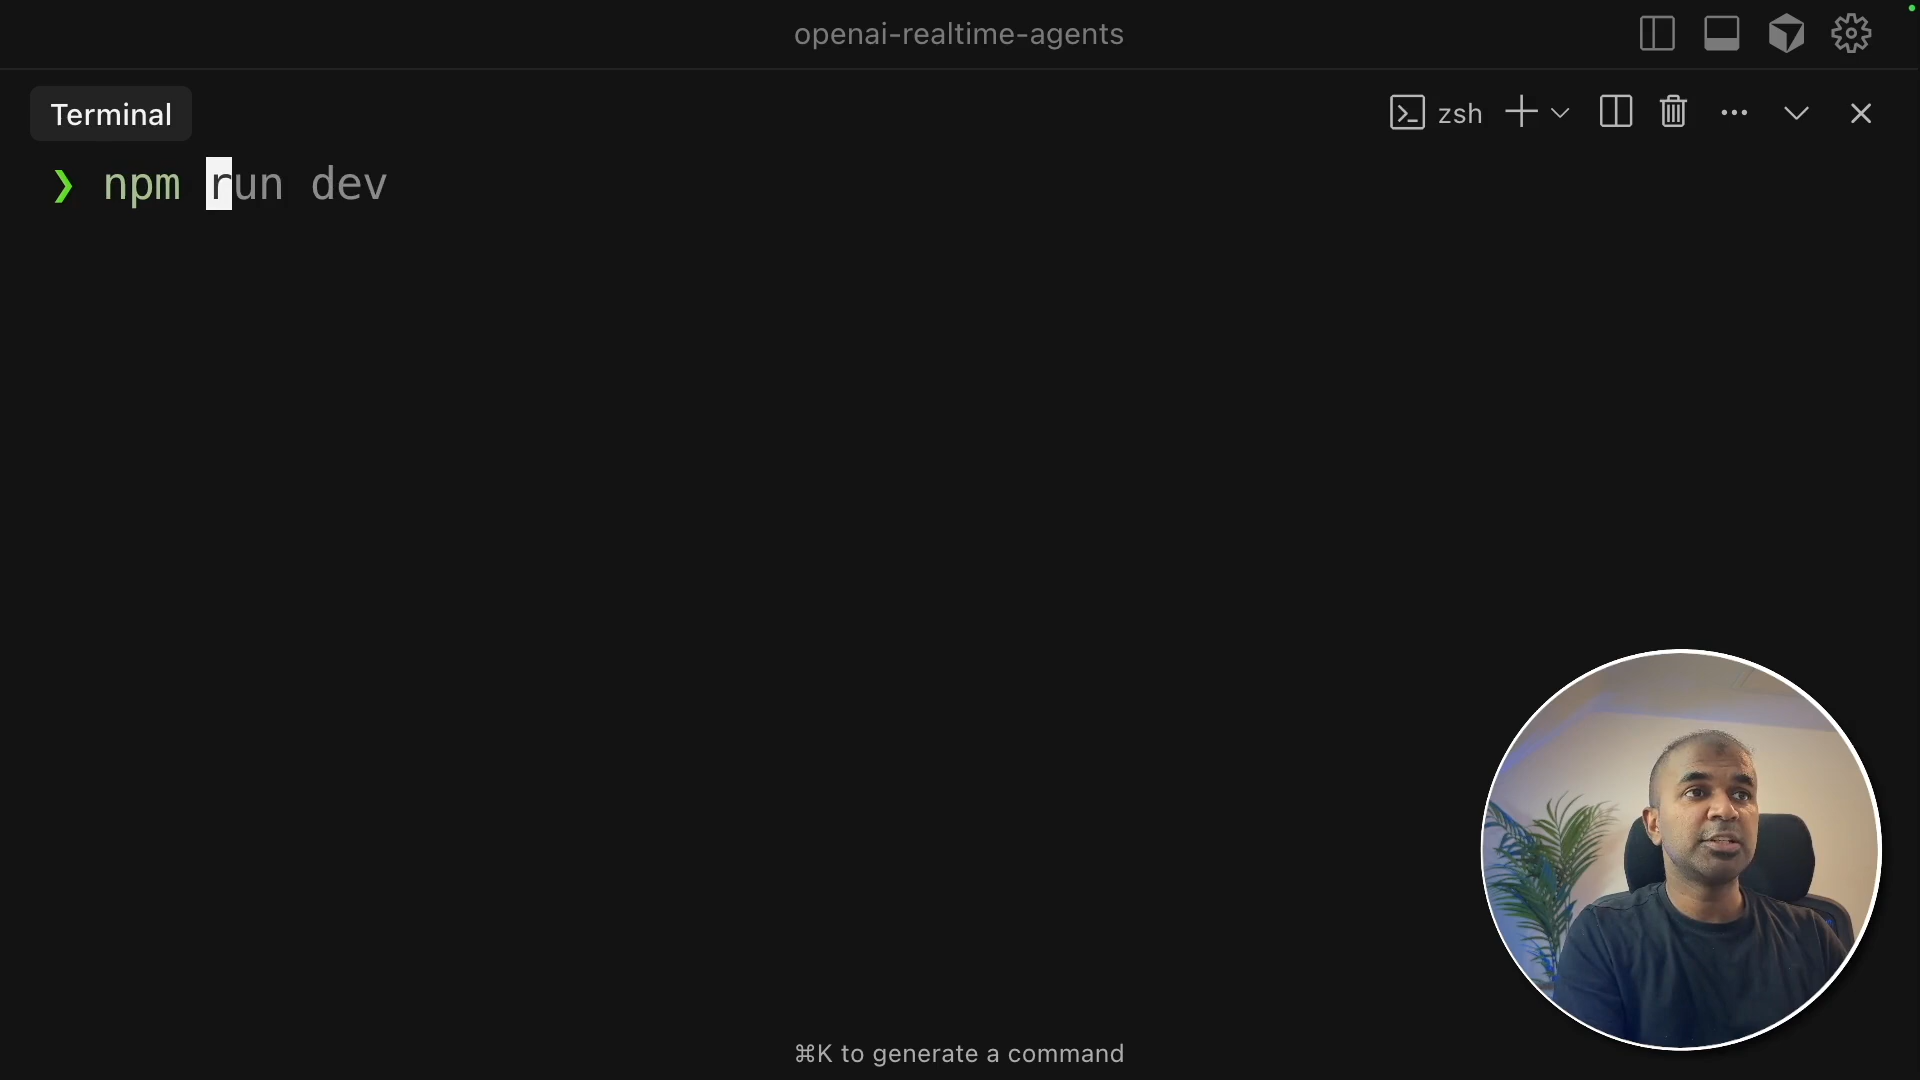 openai-realtime-agents
Terminal
zsh
❯ npm run dev
⌘K to generate a command